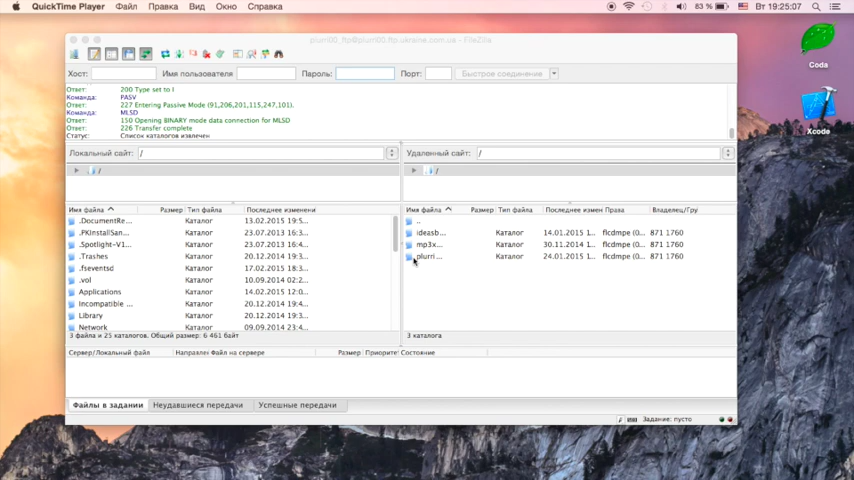 QuickTime Player Файл Правка Вид Окно Справка 83 % Вт 19:25:07
Хост: Имя пользователя Пароль: Порт: Быстрое соединение
Ответ: 200 Type set to I
Команда: PASV
Ответ: 227 Entering Passive Mode (91,206,201,115,247,101).
Команда: MLSD
Ответ: 150 Opening BINARY mode data connection for MLSD
Ответ: 226 Transfer complete
Статус: Список каталогов извлечен
Локальный сайт: / Удаленный сайт: /
/ /
Имя файла Размер Тип файла Последнее изменени Имя файла Размер Тип файла Последнее измен Права Владелец/Гру
.DocumentRe... Каталог 13.02.2015 19:5... ..
.PKInstallSan... Каталог 23.07.2013 16:3... ideasb... Каталог 14.01.2015 1... flcdmpe (0... 871 1760
.Spotlight-V1... Каталог 23.07.2013 16:4... mp3x... Каталог 30.11.2014 1... flcdmpe (0... 871 1760
.Trashes Каталог 20.12.2014 19:3... plurri... Каталог 24.01.2015 1... flcdmpe (0... 871 1760
.fseventsd Каталог 17.02.2015 18:3...
.vol Каталог 10.09.2014 02:2...
Applications Каталог 14.02.2015 12:0...
Incompatible ... Каталог 20.12.2014 19:4...
Library Каталог 20.12.2014 19:3...
Network Каталог 09.09.2014 23:4...
3 файла и 25 каталогов. Общий размер: 6 461 байт 3 каталога
Сервер/Локальный файл Направлен Файл на сервере Размер Приорите Состояние
Файлы в задании Неудавшиеся передачи Успешные передачи
Задание: пусто
Coda
Xcode